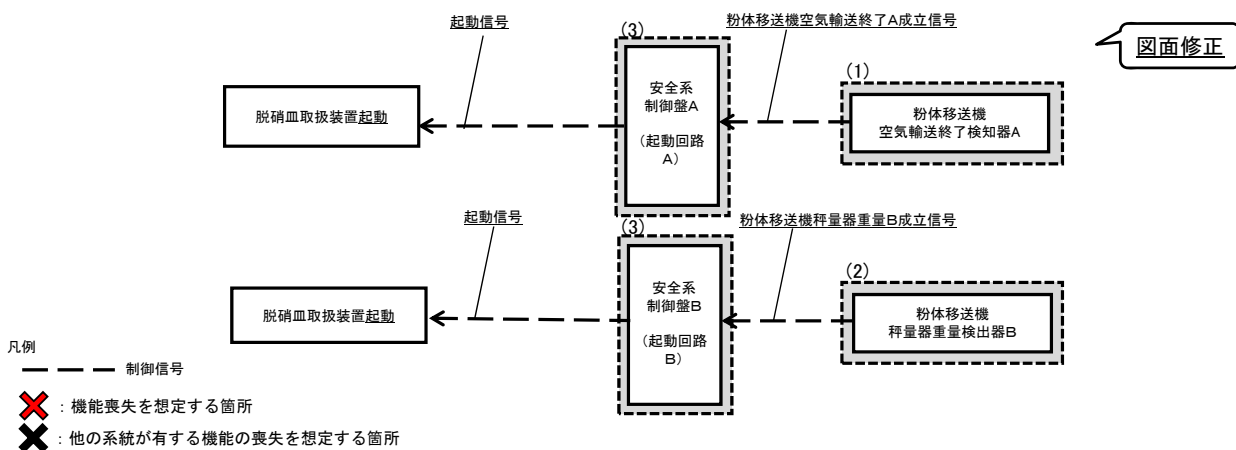 起動信号
(3)
粉体移送機空気輸送終了A成立信号
図面修正
脱硝皿取扱装置起動
安全系
制御盤A
(起動回路
A)
(1)
粉体移送機
空気輸送終了検知器A
起動信号
(3)
粉体移送機秤量器重量B成立信号
脱硝皿取扱装置起動
安全系
制御盤B
(起動回路
B)
(2)
粉体移送機
秤量器重量検出器B
凡例
制御信号
:機能喪失を想定する箇所
:他の系統が有する機能の喪失を想定する箇所